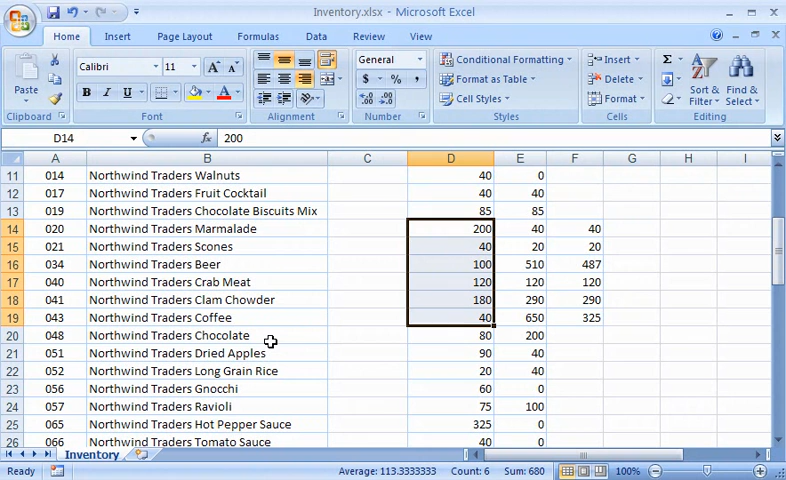 Inventory.xlsx - Microsoft Excel
Home Insert Page Layout Formulas Data Review View
Paste
Clipboard
Calibri 11
B I U
Font
Alignment
General
$ % ,
Number
Conditional Formatting
Format as Table
Cell Styles
Styles
Insert
Delete
Format
Cells
Sort & Filter
Find & Select
Editing
D14 fx 200
A B C D E F G H I
11 014 Northwind Traders Walnuts 40 0
12 017 Northwind Traders Fruit Cocktail 40 40
13 019 Northwind Traders Chocolate Biscuits Mix 85 85
14 020 Northwind Traders Marmalade 200 40 40
15 021 Northwind Traders Scones 40 20 20
16 034 Northwind Traders Beer 100 510 487
17 040 Northwind Traders Crab Meat 120 120 120
18 041 Northwind Traders Clam Chowder 180 290 290
19 043 Northwind Traders Coffee 40 650 325
20 048 Northwind Traders Chocolate 80 200
21 051 Northwind Traders Dried Apples 90 40
22 052 Northwind Traders Long Grain Rice 20 40
23 056 Northwind Traders Gnocchi 60 0
24 057 Northwind Traders Ravioli 75 100
25 065 Northwind Traders Hot Pepper Sauce 325 0
26 066 Northwind Traders Tomato Sauce 40 0
Inventory
Ready Average: 113.3333333 Count: 6 Sum: 680 100%